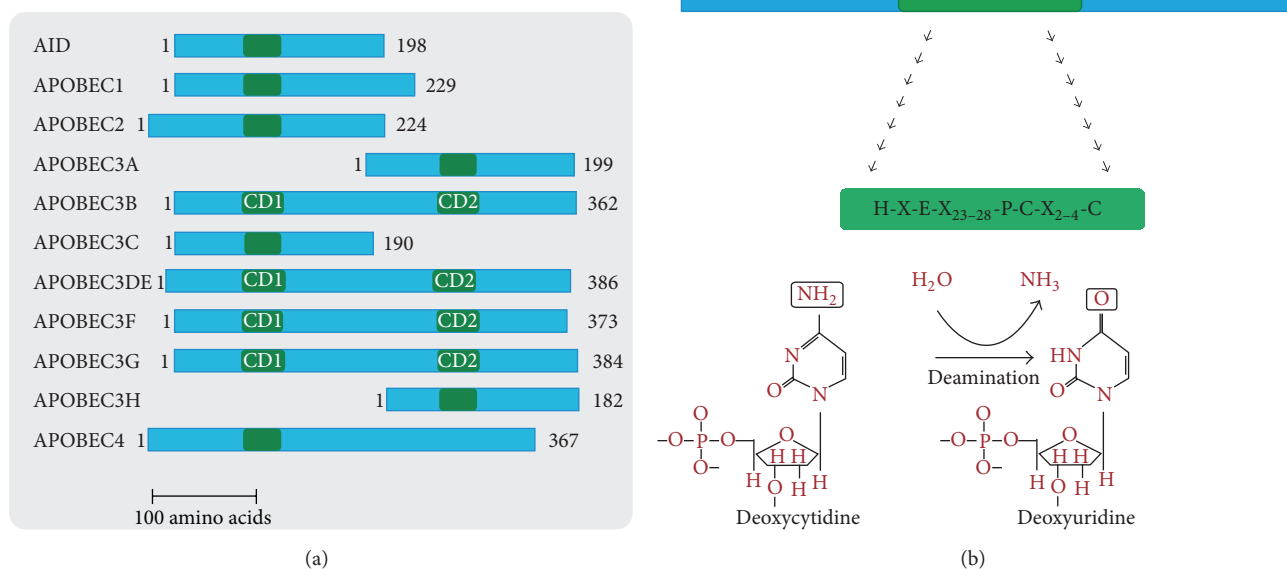 AID 1 198
APOBEC1 1 229
APOBEC2 1 224
APOBEC3A 1 199
APOBEC3B 1 CD1 CD2 362
APOBEC3C 1 190
APOBEC3DE 1 CD1 CD2 386
APOBEC3F 1 CD1 CD2 373
APOBEC3G 1 CD1 CD2 384
APOBEC3H 1 182
APOBEC4 1 367
100 amino acids
(a)
H-X-E-X₂₃₋₂₈-P-C-X₂₋₄-C
NH₂
N
O
N
O
O–P–O
O
O
H H
H
H
H
O
Deoxycytidine
H₂O NH₃
Deamination
O
HN
O
N
O
O–P–O
O
O
H H
H
H
H
O
Deoxyuridine
(b)